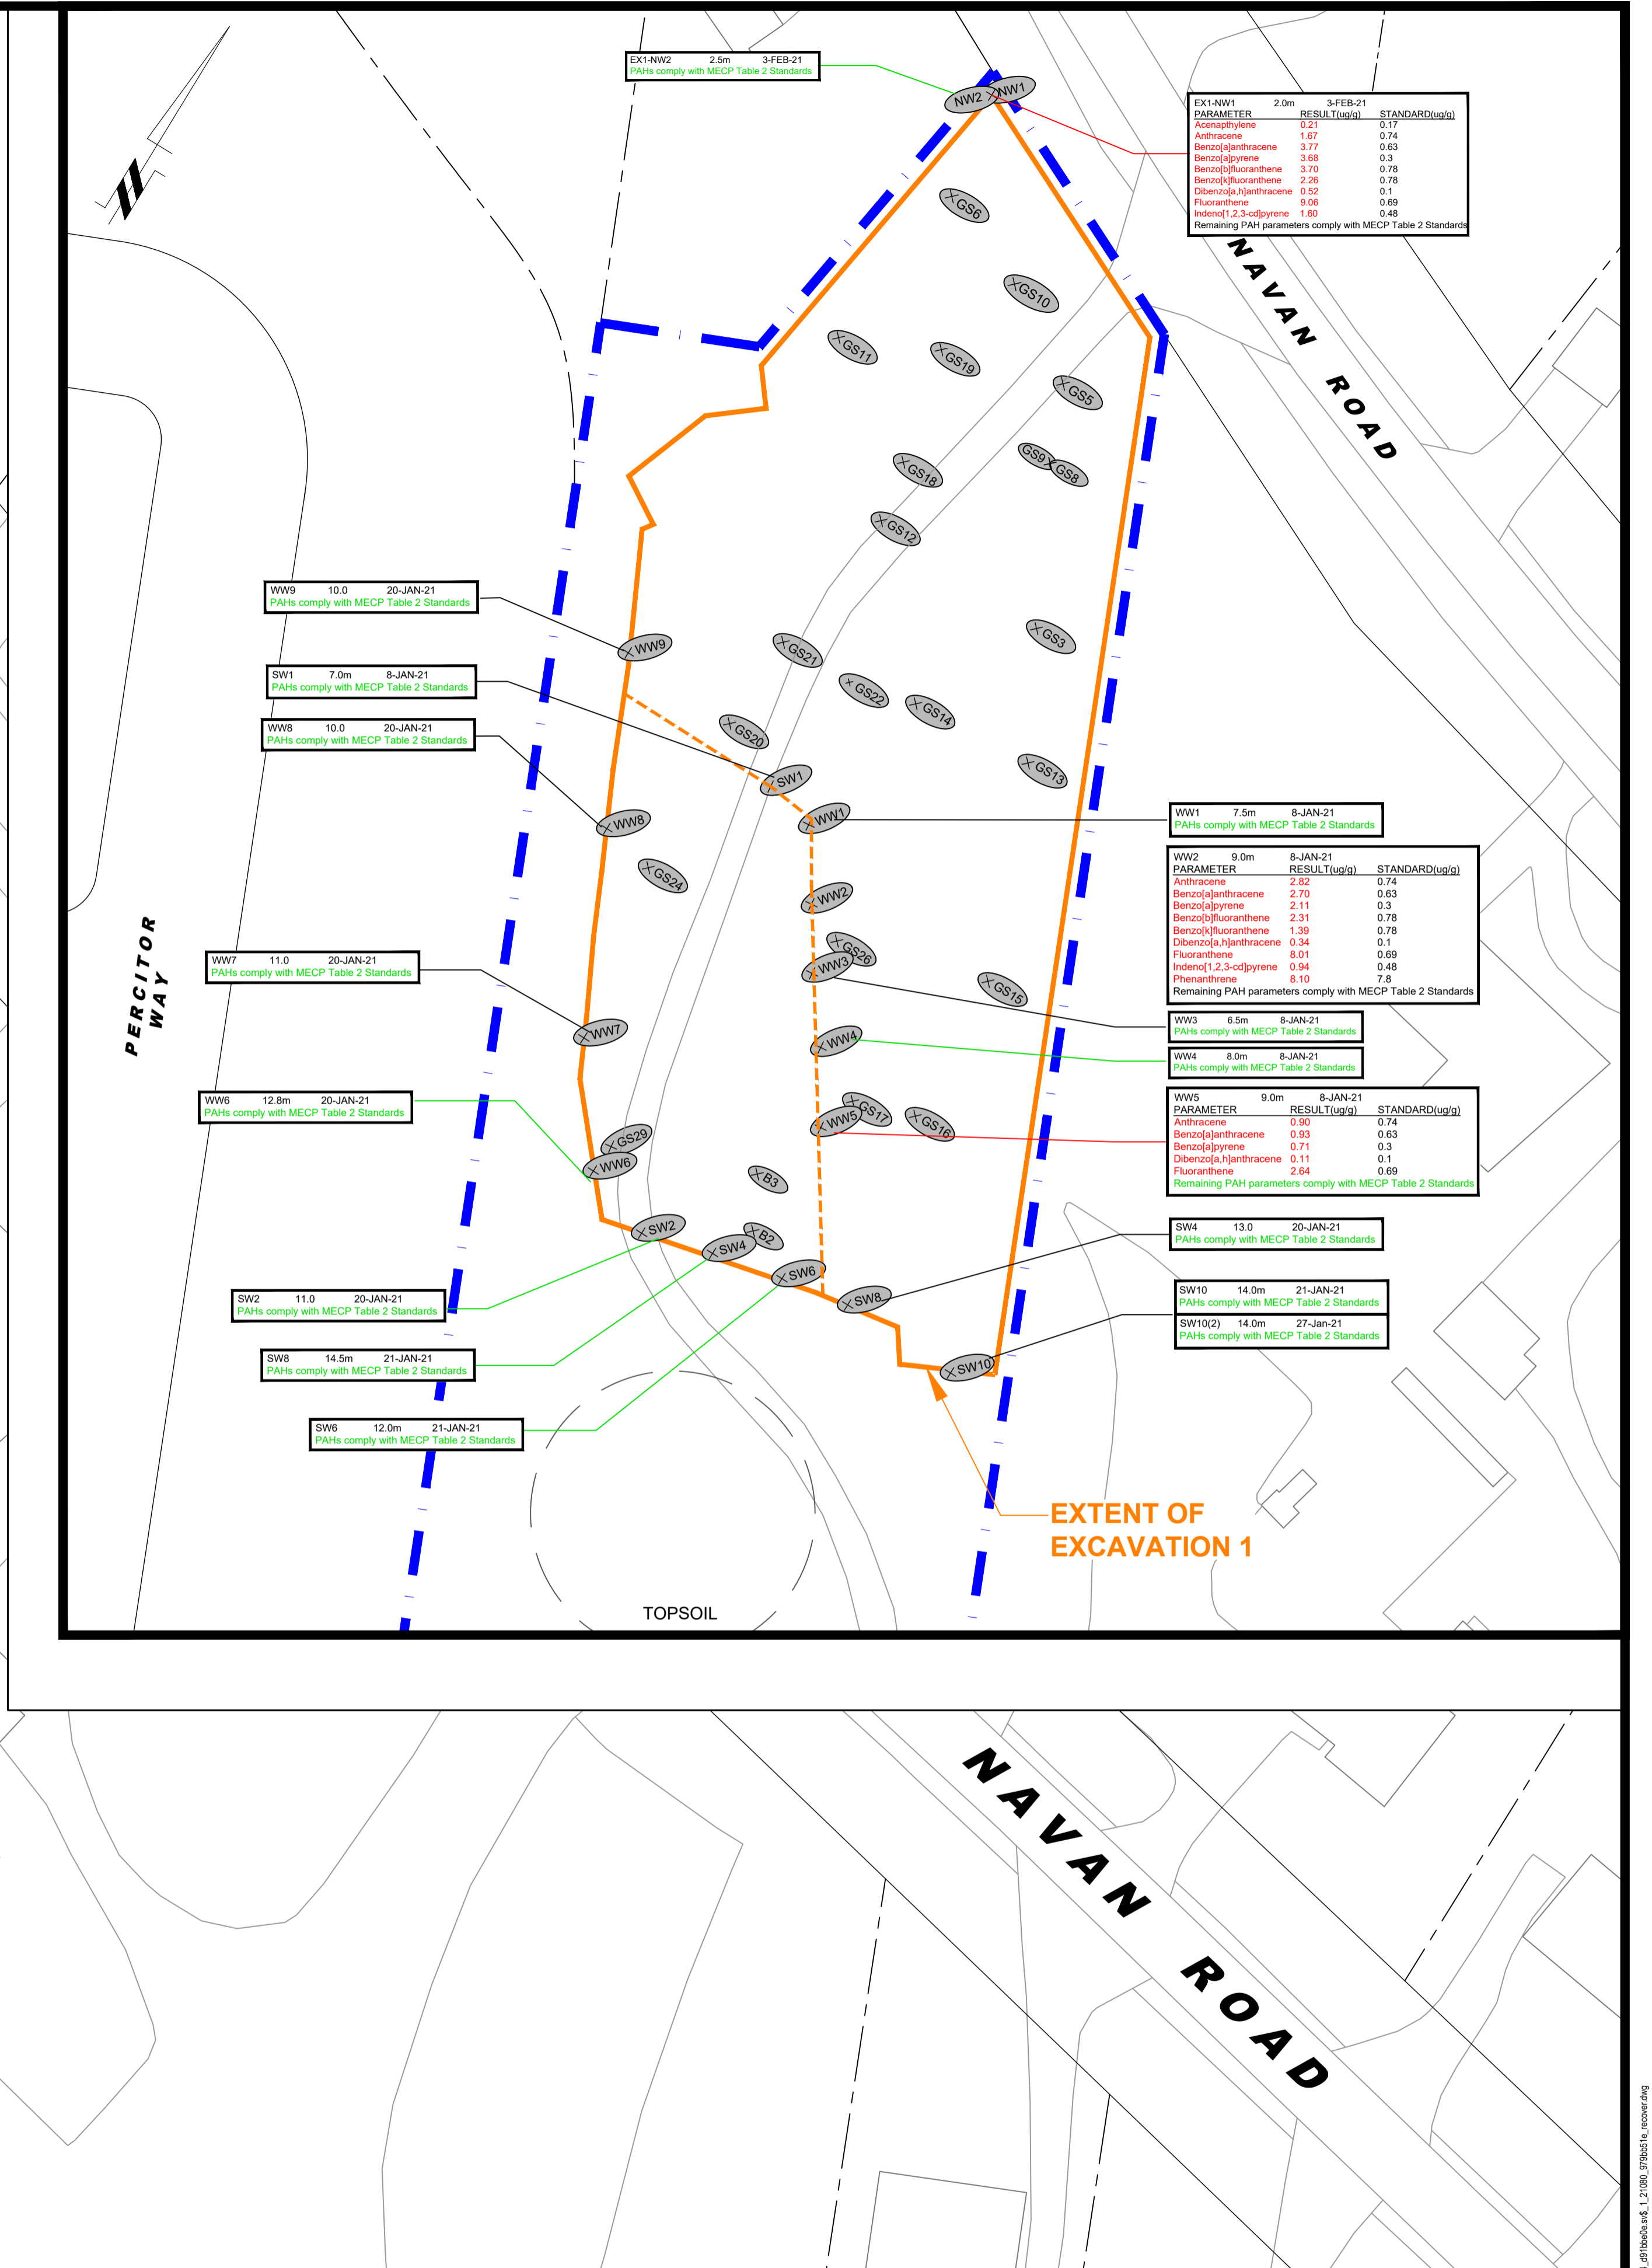 EX1-NW2 2.5m 3-FEB-21
PAHs comply with MECP Table 2 Standards
NW2
NW1
EX1-NW1 2.0m 3-FEB-21
PARAMETER RESULT(ug/g) STANDARD(ug/g)
Acenapthylene 0.21 0.17
Anthracene 1.67 0.74
Benzo[a]anthracene 3.77 0.63
Benzo[a]pyrene 3.68 0.3
Benzo[b]fluoranthene 3.70 0.78
Benzo[k]fluoranthene 2.26 0.78
Dibenzo[a,h]anthracene 0.52 0.1
Fluoranthene 9.06 0.69
Indeno[1,2,3-cd]pyrene 1.60 0.48
Remaining PAH parameters comply with MECP Table 2 Standards
NAVAN ROAD
GS6
GS10
GS11
GS19
GS5
GS18
GS9
GS8
GS12
WW9 10.0 20-JAN-21
PAHs comply with MECP Table 2 Standards
WW9
GS21
GS3
SW1 7.0m 8-JAN-21
PAHs comply with MECP Table 2 Standards
GS22
GS14
WW8 10.0 20-JAN-21
PAHs comply with MECP Table 2 Standards
GS20
SW1
GS13
WW8
WW1
WW1 7.5m 8-JAN-21
PAHs comply with MECP Table 2 Standards
GS24
WW2
WW2 9.0m 8-JAN-21
PARAMETER RESULT(ug/g) STANDARD(ug/g)
Anthracene 2.82 0.74
Benzo[a]anthracene 2.70 0.63
Benzo[a]pyrene 2.11 0.3
Benzo[b]fluoranthene 2.31 0.78
Benzo[k]fluoranthene 1.39 0.78
Dibenzo[a,h]anthracene 0.34 0.1
Fluoranthene 8.01 0.69
Indeno[1,2,3-cd]pyrene 0.94 0.48
Phenanthrene 8.10 7.8
Remaining PAH parameters comply with MECP Table 2 Standards
PERCITOR
WAY
WW7 11.0 20-JAN-21
PAHs comply with MECP Table 2 Standards
GS26
WW3
GS15
WW7
WW4
WW3 6.5m 8-JAN-21
PAHs comply with MECP Table 2 Standards
WW4 8.0m 8-JAN-21
PAHs comply with MECP Table 2 Standards
WW6 12.8m 20-JAN-21
PAHs comply with MECP Table 2 Standards
GS17
WW5
GS16
WW5 9.0m 8-JAN-21
PARAMETER RESULT(ug/g) STANDARD(ug/g)
Anthracene 0.90 0.74
Benzo[a]anthracene 0.93 0.63
Benzo[a]pyrene 0.71 0.3
Dibenzo[a,h]anthracene 0.11 0.1
Fluoranthene 2.64 0.69
Remaining PAH parameters comply with MECP Table 2 Standards
GS29
WW6
B3
SW2
B2
SW4
SW6
SW8
SW4 13.0 20-JAN-21
PAHs comply with MECP Table 2 Standards
SW2 11.0 20-JAN-21
PAHs comply with MECP Table 2 Standards
SW10 14.0m 21-JAN-21
PAHs comply with MECP Table 2 Standards
SW10(2) 14.0m 27-Jan-21
PAHs comply with MECP Table 2 Standards
SW8 14.5m 21-JAN-21
PAHs comply with MECP Table 2 Standards
SW10
SW6 12.0m 21-JAN-21
PAHs comply with MECP Table 2 Standards
EXTENT OF
EXCAVATION 1
TOPSOIL
NAVAN ROAD